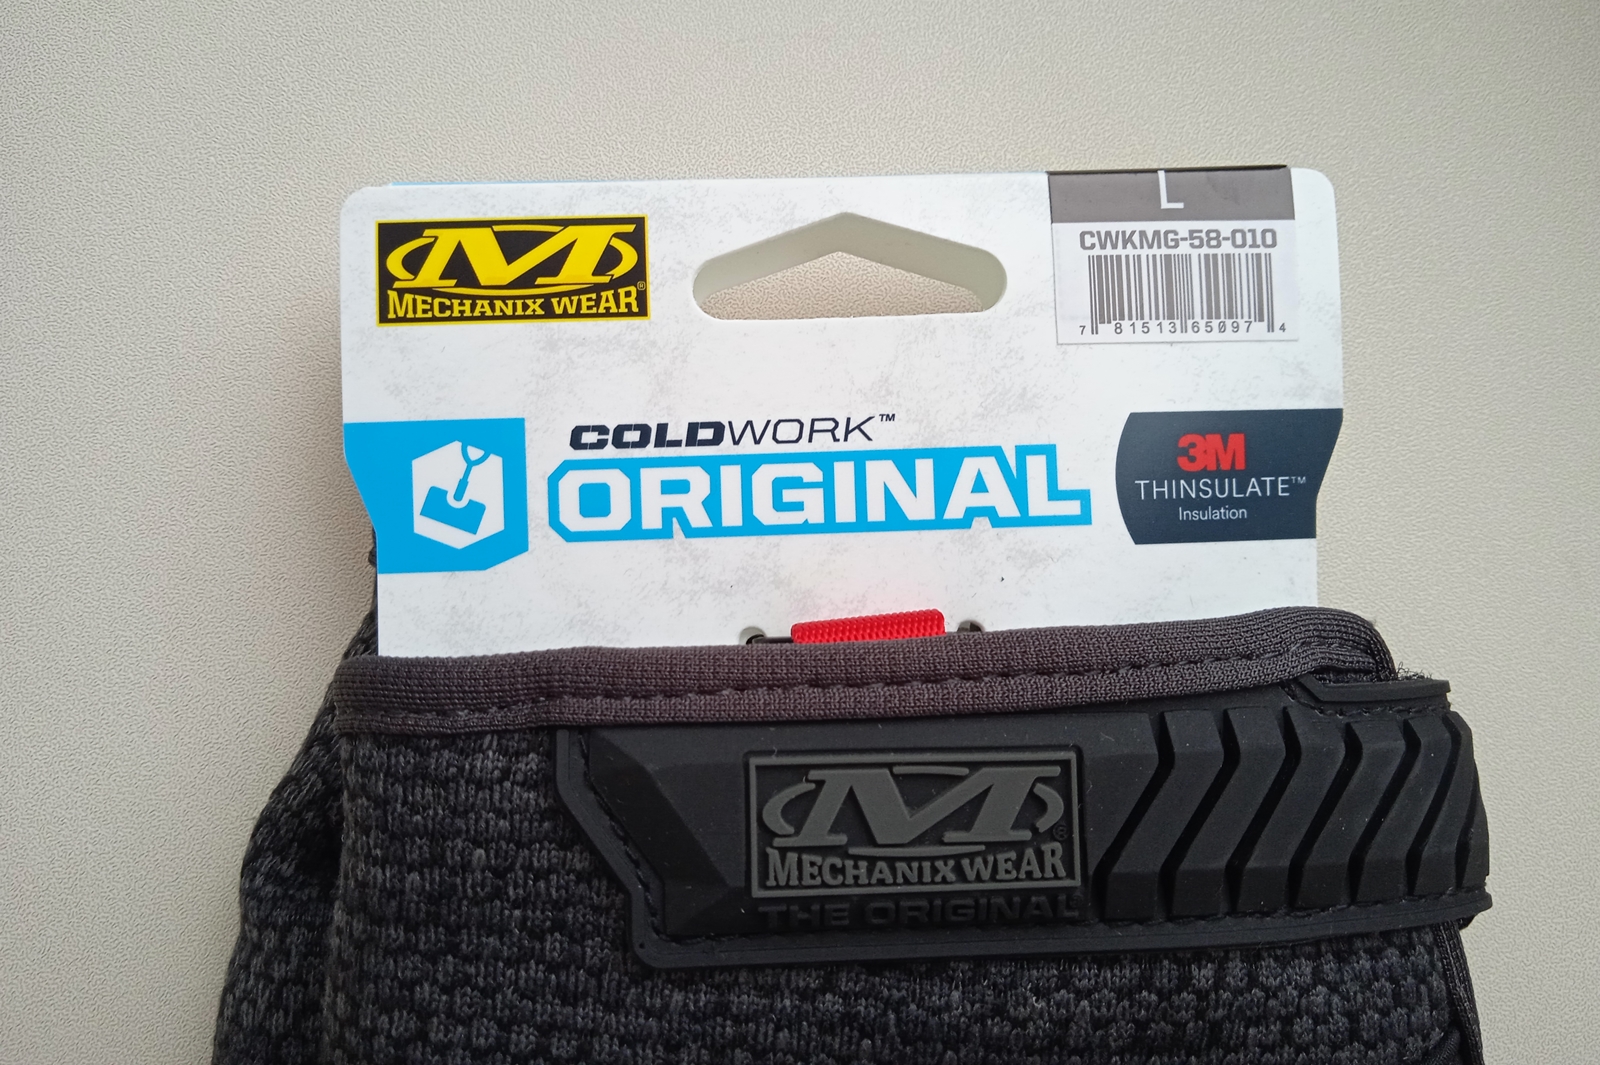 M
MECHANIX WEAR®
L
CWKMG-58-010
7 81513 65097 4
COLDWORK™
ORIGINAL
3M
THINSULATE™
Insulation
M
®
MECHANIX WEAR
THE ORIGINAL